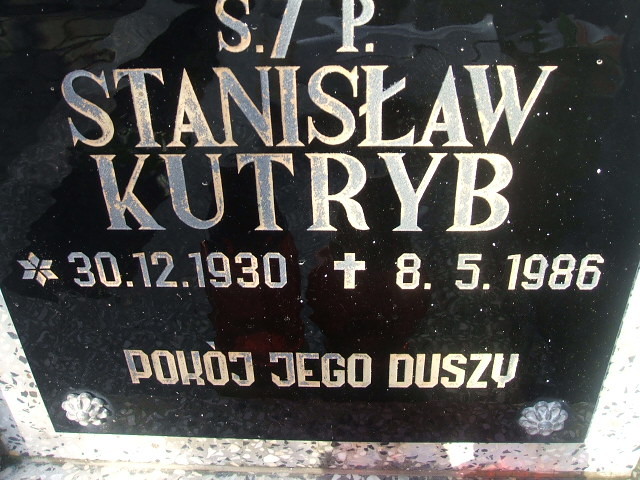 Ś./P.
STANISŁAW
KUTRYB
* 30.12.1930 ✝ 8.5.1986
POKÓJ JEGO DUSZY